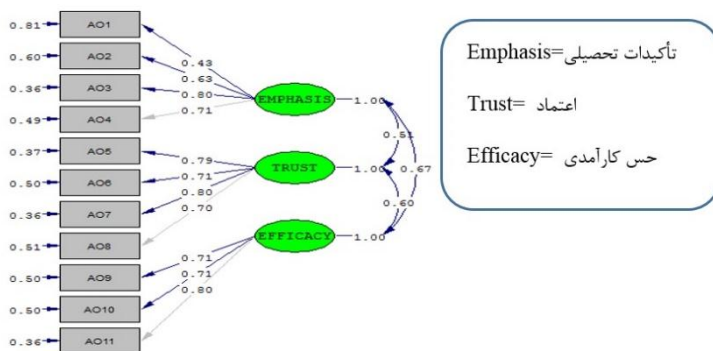 0.81 AO1
0.60 AO2
0.36 AO3
0.49 AO4
0.37 AO5
0.50 AO6
0.36 AO7
0.51 AO8
0.50 AO9
0.50 AO10
0.36 AO11
0.43
0.63
0.80
0.71
0.79
0.71
0.80
0.70
0.71
0.71
0.80
EMPHASIS 1.00
TRUST 1.00
EFFICACY 1.00
0.51
0.67
0.60
Emphasis=تأکیدات تحصیلی
Trust= اعتماد
Efficacy= حس کارآمدی